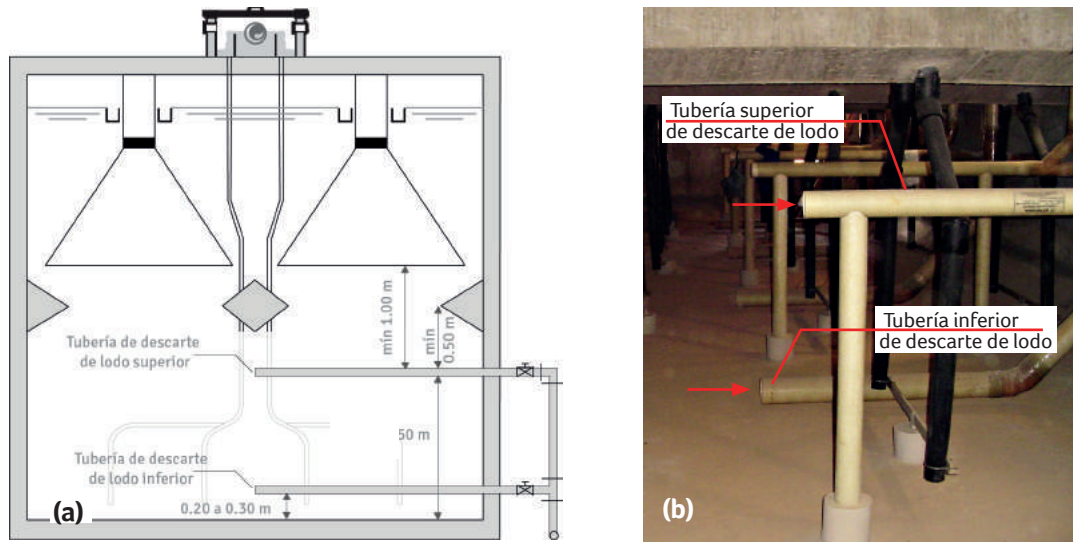 Tubería de descarte
de lodo superior
mín 1.00 m
mín
0.50 m
50 m
Tubería de descarte
de lodo Inferior
0.20 a 0.30 m
(a)
Tubería superior
de descarte de lodo
Tubería inferior
de descarte de lodo
(b)